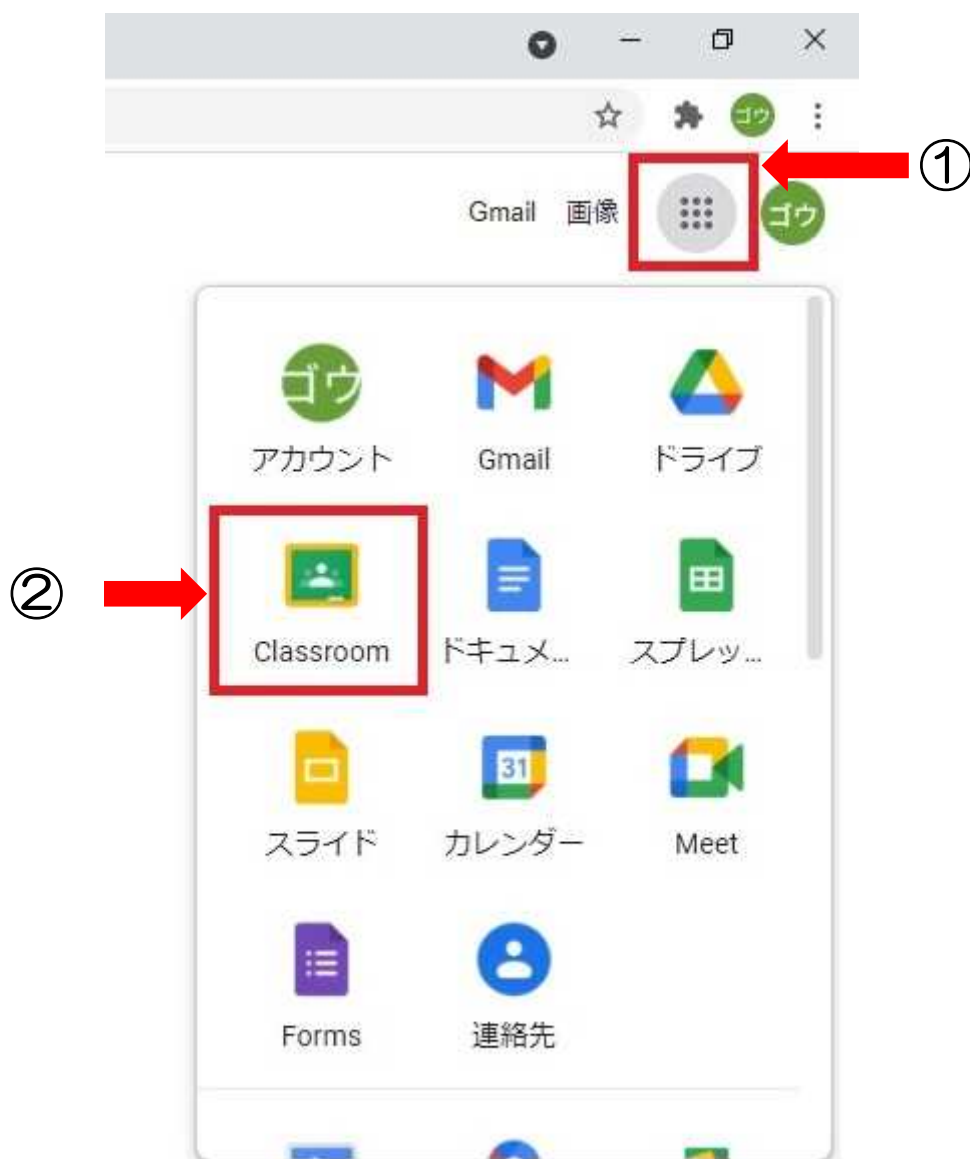 ゴウ
①
Gmail 画像 ゴウ
ゴウ
アカウント Gmail ドライブ
②
Classroom ドキュメ... スプレッ...
31
スライド カレンダー Meet
Forms 連絡先